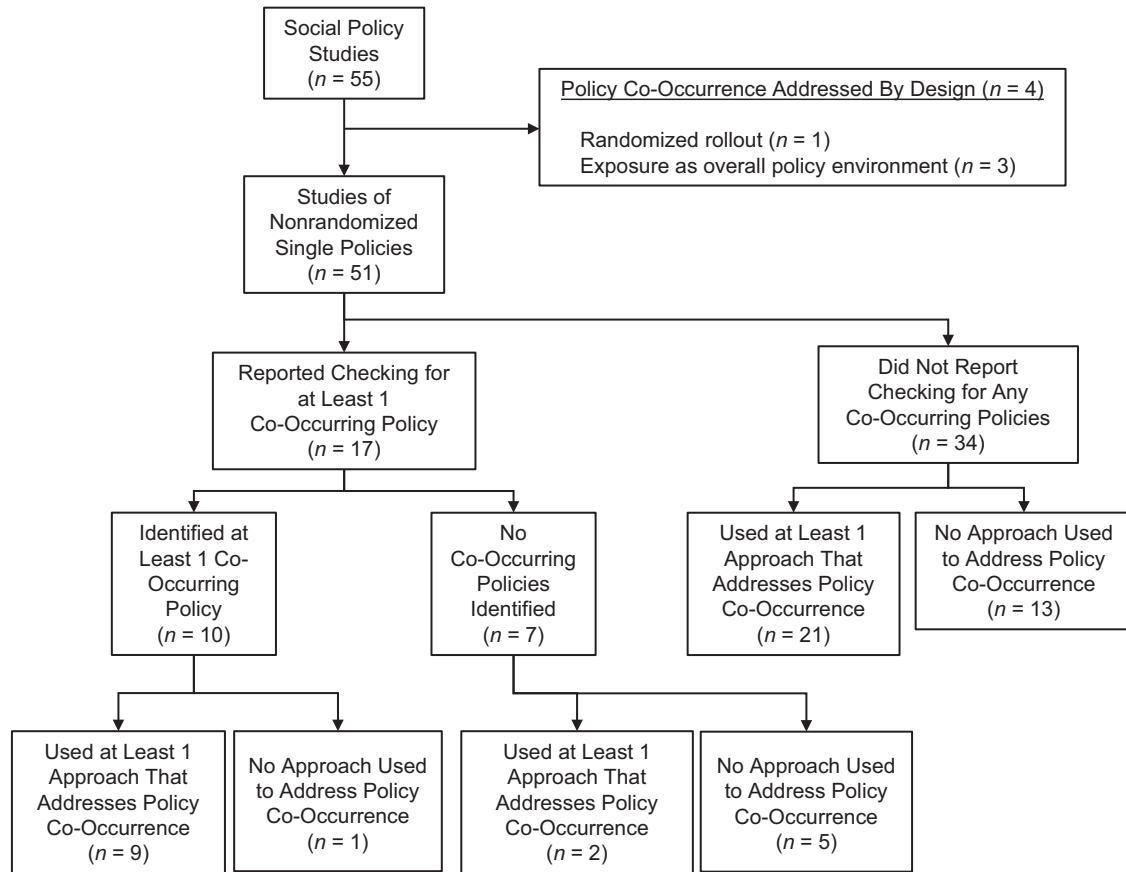 Social Policy
Studies
(n = 55)
Policy Co-Occurrence Addressed By Design (n = 4)
Randomized rollout (n = 1)
Exposure as overall policy environment (n = 3)
Studies of
Nonrandomized
Single Policies
(n = 51)
Reported Checking for
at Least 1
Co-Occurring Policy
(n = 17)
Did Not Report
Checking for Any
Co-Occurring Policies
(n = 34)
Identified at
Least 1 Co-
Occurring
Policy
(n = 10)
No
Co-Occurring
Policies
Identified
(n = 7)
Used at Least 1
Approach That
Addresses Policy
Co-Occurrence
(n = 21)
No Approach Used
to Address Policy
Co-Occurrence
(n = 13)
Used at Least 1
Approach That
Addresses Policy
Co-Occurrence
(n = 9)
No Approach Used
to Address Policy
Co-Occurrence
(n = 1)
Used at Least 1
Approach That
Addresses Policy
Co-Occurrence
(n = 2)
No Approach Used
to Address Policy
Co-Occurrence
(n = 5)